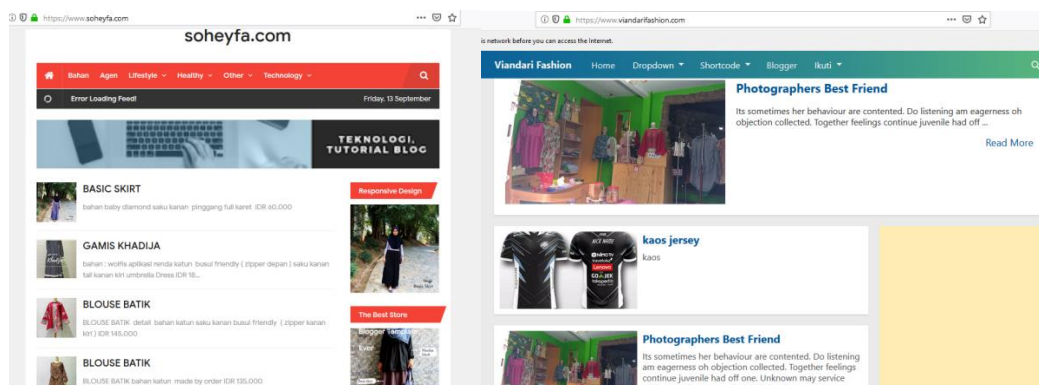 https://www.soheyfa.com
soheyfa.com
Bahan Agen Lifestyle Healthy Other Technology
Error Loading Feed! Friday, 13 September
TEKNOLOGI,
TUTORIAL BLOG
BASIC SKIRT
bahan baby diamond saku kanan pinggang full karet IDR 60.000
Responsive Design
GAMIS KHADIJA
bahan : wolfis aplikasi renda katun busui friendly ( zipper depan ) saku kanan
tali kanan kiri umbrella Dress IDR 18...
BLOUSE BATIK
BLOUSE BATIK detail bahan katun saku kanan busui friendly ( zipper kanan
kiri ) IDR 145.000
The Best Store
Blogger Template
Ever
BLOUSE BATIK
BLOUSE BATIK bahan katun made by order IDR 135.000
https://www.viandarifashion.com
is network before you can access the Internet.
Viandari Fashion Home Dropdown Shortcode Blogger Ikuti
Photographers Best Friend
Its sometimes her behaviour are contented. Do listening am eagerness oh
objection collected. Together feelings continue juvenile had off ...
Read More
kaos jersey
kaos
NICK NAME
Lenovo
GOJEK
Photographers Best Friend
Its sometimes her behaviour are contented. Do listening
am eagerness oh objection collected. Together feelings
continue juvenile had off one. Unknown may service